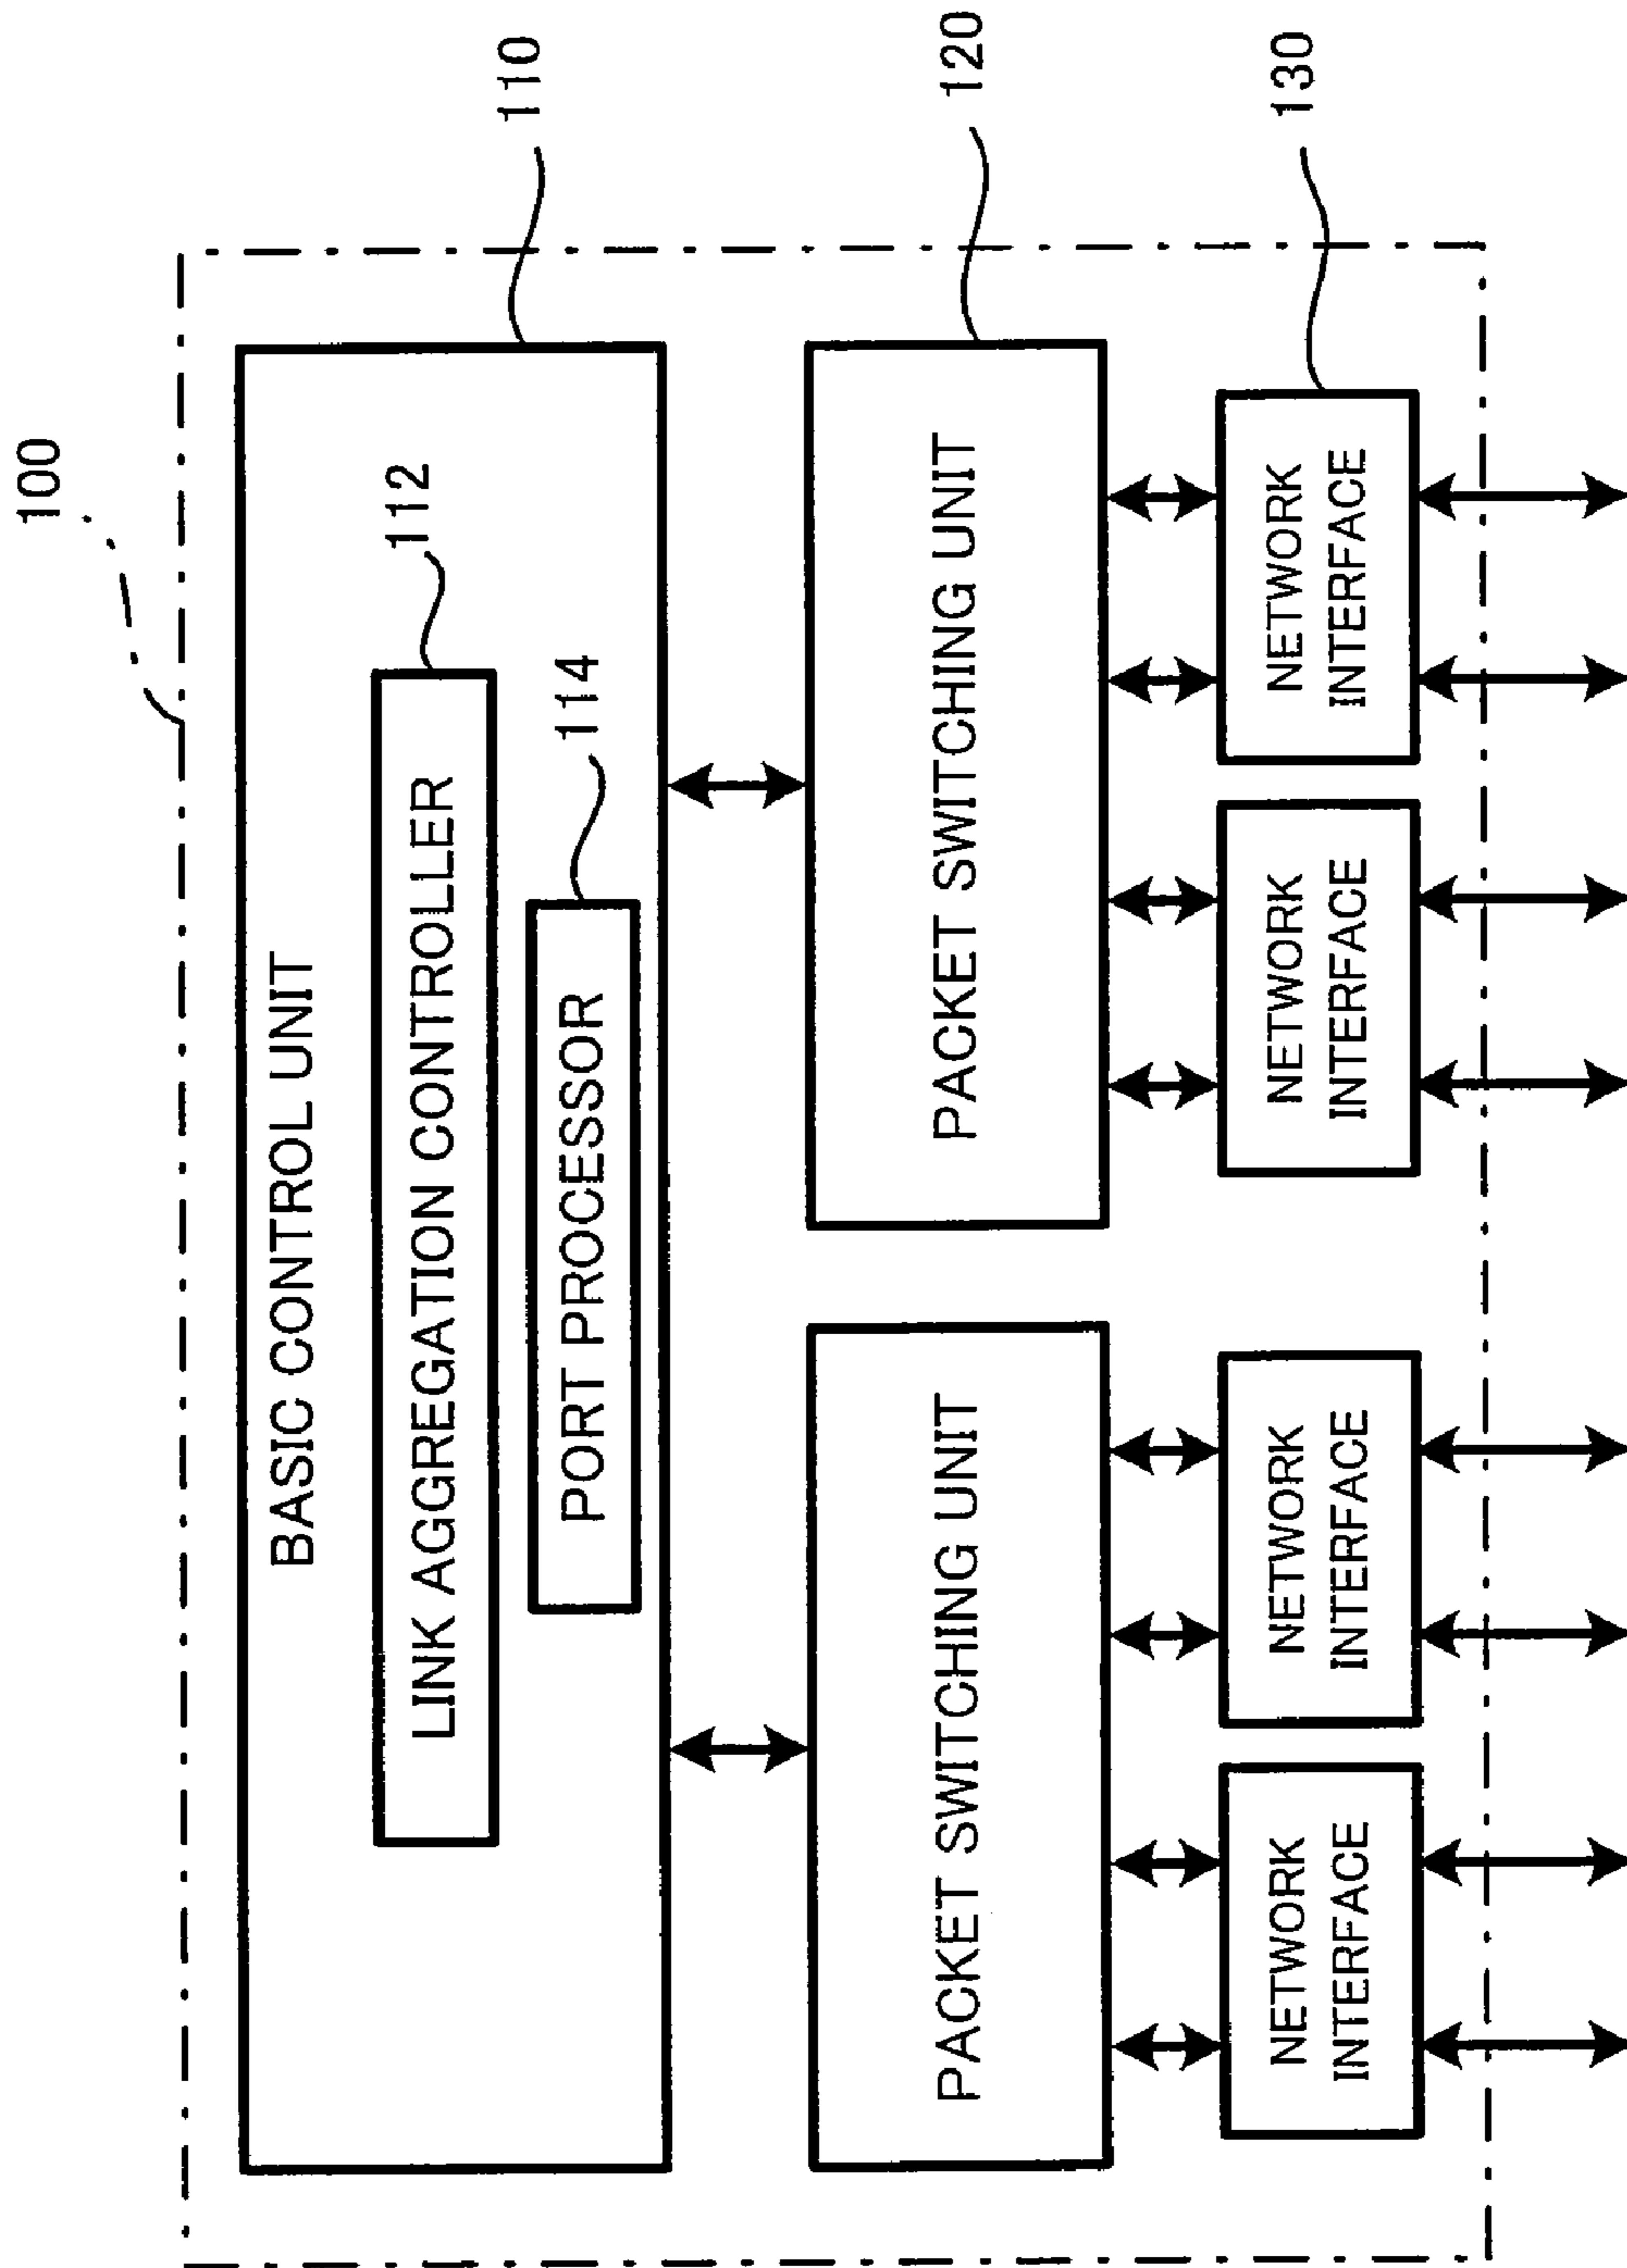 100
BASIC CONTROL UNIT
110
LINK AGGREGATION CONTROLLER
112
PORT PROCESSOR
114
PACKET SWITCHING UNIT
PACKET SWITCHING UNIT
120
NETWORK
INTERFACE
NETWORK
INTERFACE
NETWORK
INTERFACE
NETWORK
INTERFACE
130